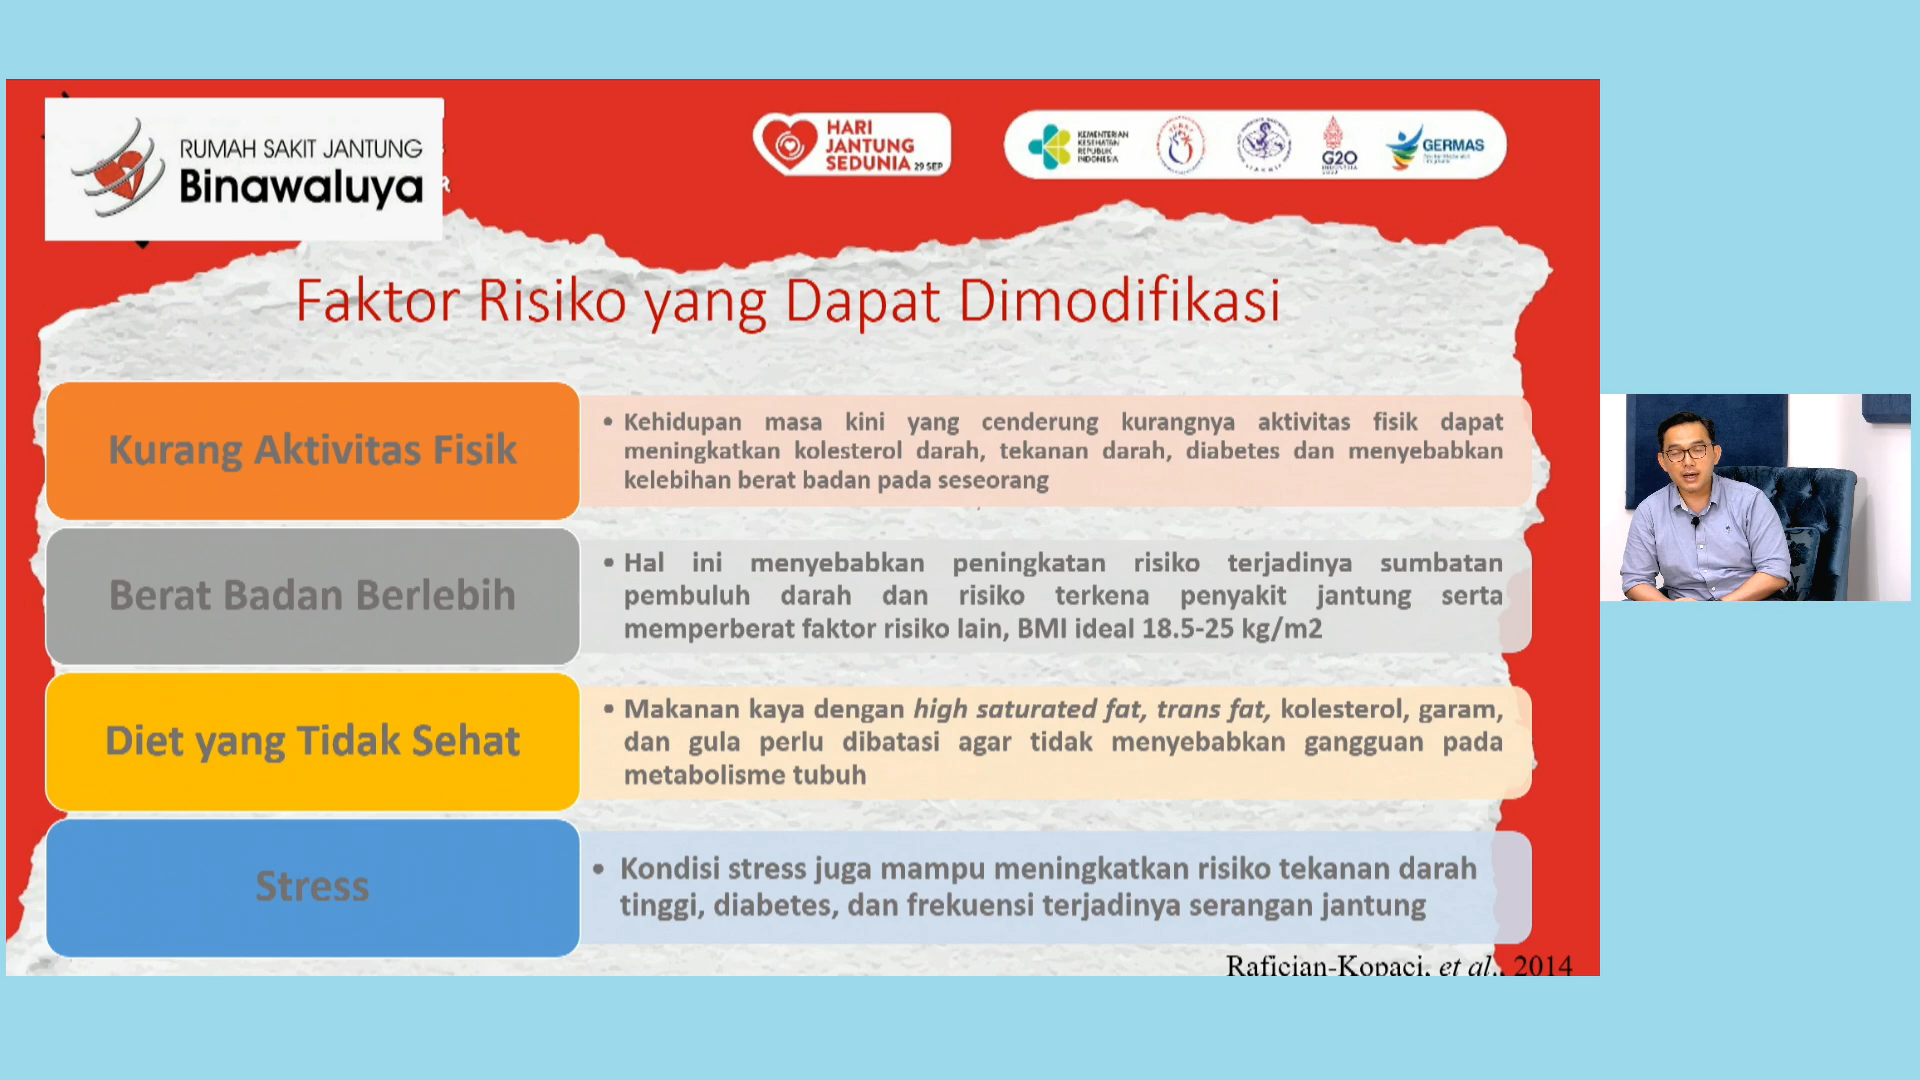 RUMAH SAKIT JANTUNG
Binawaluya
HARI
JANTUNG
SEDUNIA 29 SEP
KEMENTERIAN
KESEHATAN
REPUBLIK
INDONESIA
G20
GERMAS
Faktor Risiko yang Dapat Dimodifikasi
Kurang Aktivitas Fisik
• Kehidupan masa kini yang cenderung kurangnya aktivitas fisik dapat
meningkatkan kolesterol darah, tekanan darah, diabetes dan menyebabkan
kelebihan berat badan pada seseorang
Berat Badan Berlebih
• Hal ini menyebabkan peningkatan risiko terjadinya sumbatan
pembuluh darah dan risiko terkena penyakit jantung serta
memperberat faktor risiko lain, BMI ideal 18.5-25 kg/m2
Diet yang Tidak Sehat
• Makanan kaya dengan high saturated fat, trans fat, kolesterol, garam,
dan gula perlu dibatasi agar tidak menyebabkan gangguan pada
metabolisme tubuh
Stress
• Kondisi stress juga mampu meningkatkan risiko tekanan darah
tinggi, diabetes, dan frekuensi terjadinya serangan jantung
Rafician-Kopaci, et al., 2014